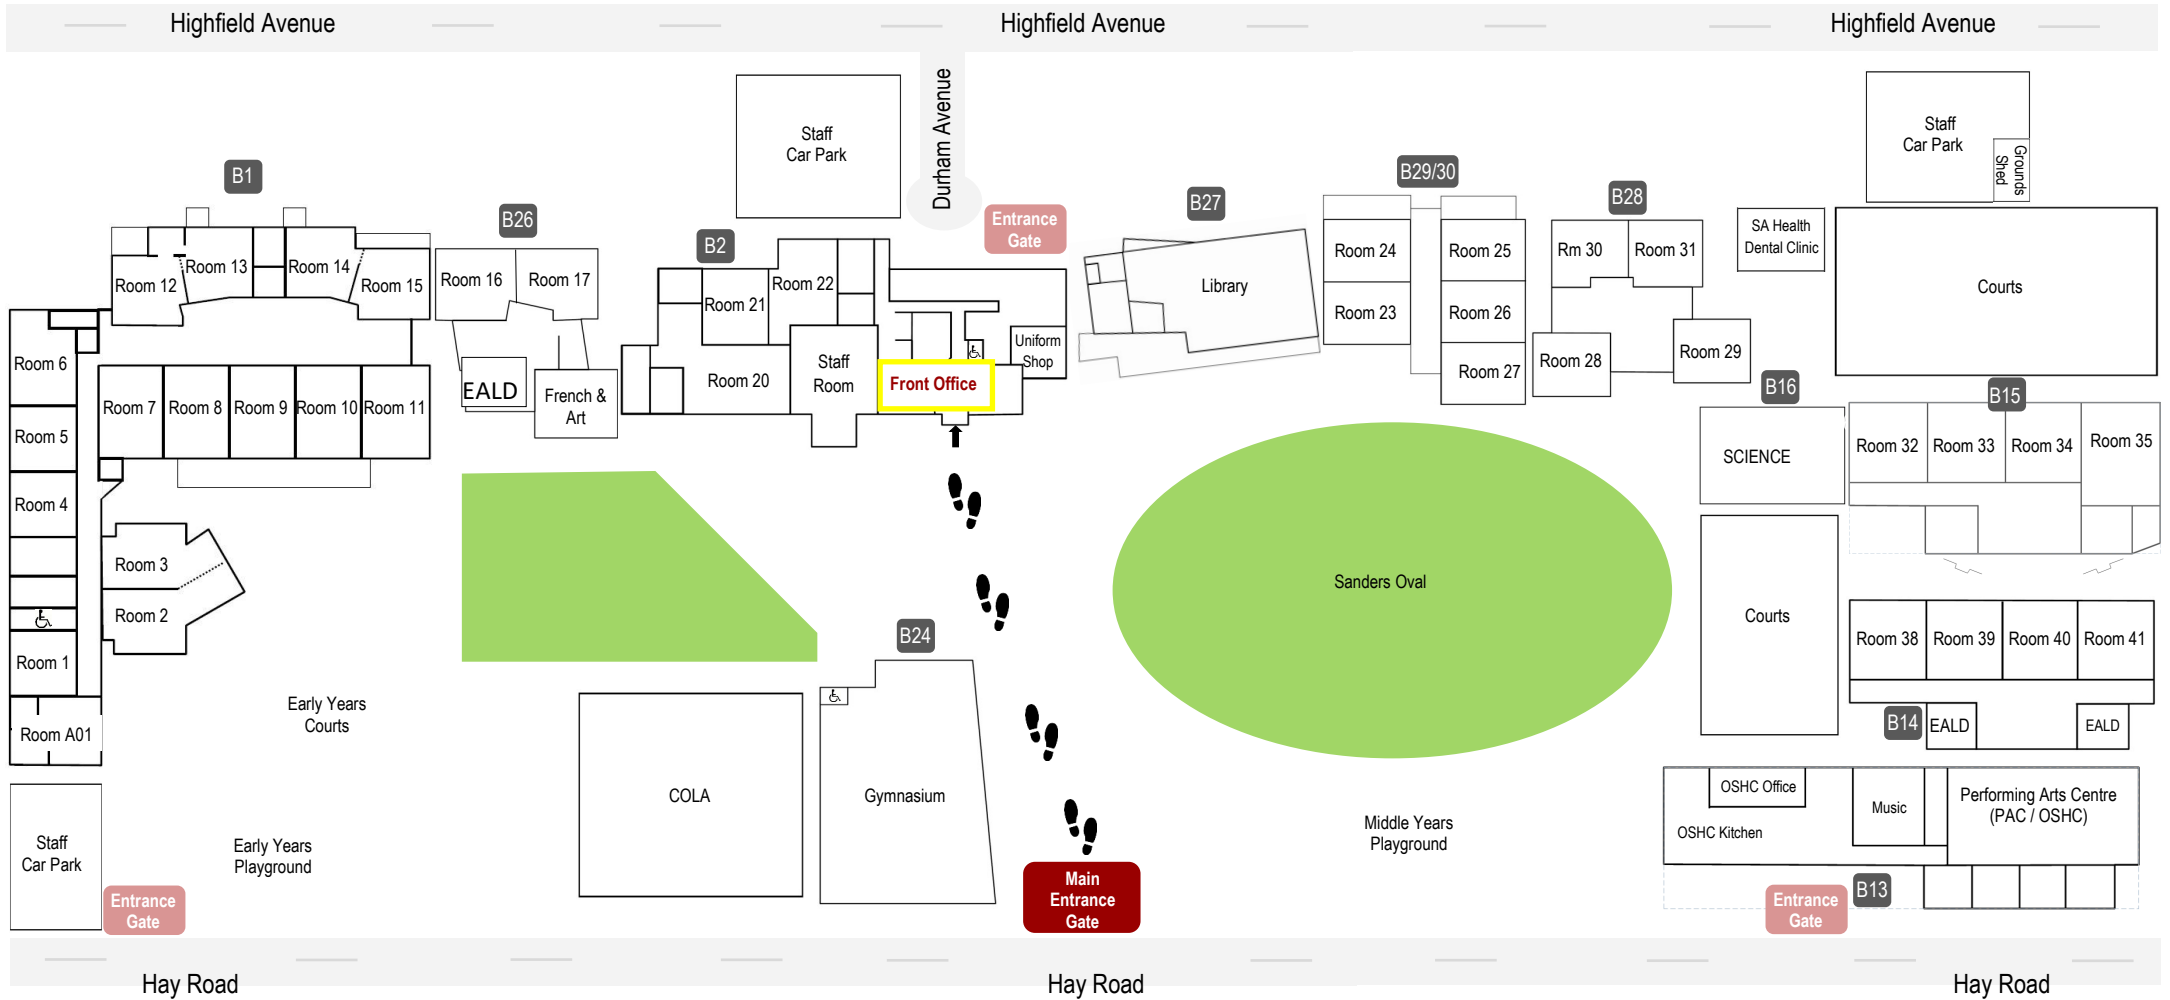 Highfield Avenue
Highfield Avenue
Highfield Avenue
Durham Avenue
Staff
Car Park
Staff
Car Park
Grounds
Shed
B1
B26
B2
Entrance
Gate
B27
B29/30
B28
SA Health
Dental Clinic
Courts
Room 12
Room 13
Room 14
Room 15
Room 16
Room 17
Room 21
Room 22
Library
Room 24
Room 25
Rm 30
Room 31
Room 23
Room 26
Room 6
Room 7
Room 8
Room 9
Room 10
Room 11
EALD
French &
Art
Room 20
Staff
Room
Front Office
Uniform
Shop
Room 27
Room 28
Room 29
B16
B15
Room 5
SCIENCE
Room 32
Room 33
Room 34
Room 35
Room 4
Room 3
Room 2
Sanders Oval
Courts
B24
Room 1
Room 38
Room 39
Room 40
Room 41
Room A01
Early Years
Courts
B14
EALD
EALD
COLA
Gymnasium
OSHC Office
Music
Performing Arts Centre
(PAC / OSHC)
OSHC Kitchen
Staff
Car Park
Early Years
Playground
Middle Years
Playground
Entrance
Gate
Main
Entrance
Gate
Entrance
Gate
B13
Hay Road
Hay Road
Hay Road